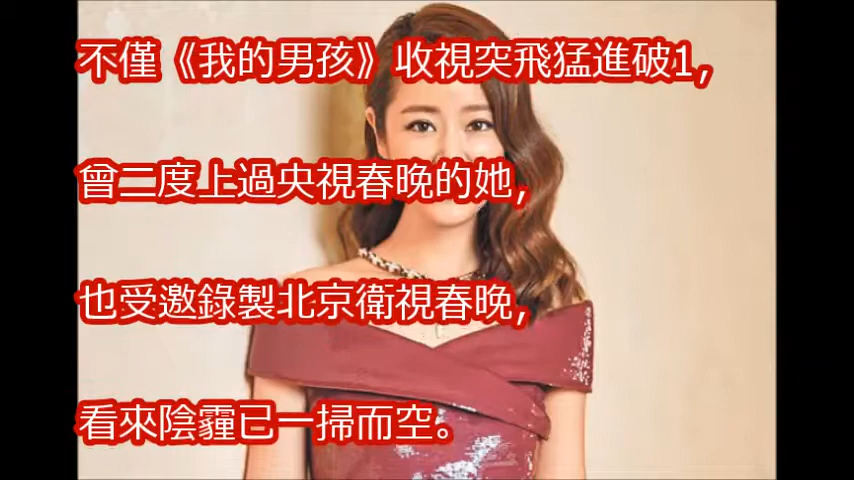 不僅《我的男孩》收視突飛猛進破1，
曾二度上過央視春晚的她，
也受邀錄製北京衛視春晚，
看來陰霾已一掃而空。